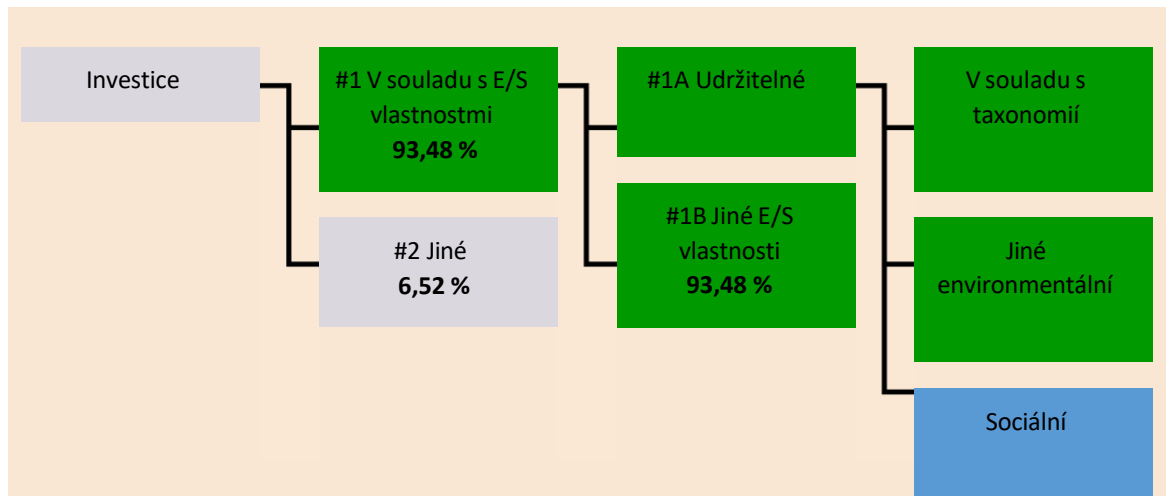 Investice
#1 V souladu s E/S
vlastnostmi
93,48 %
#2 Jiné
6,52 %
#1A Udržitelné
#1B Jiné E/S
vlastnosti
93,48 %
V souladu s
taxonomií
Jiné
environmentální
Sociální